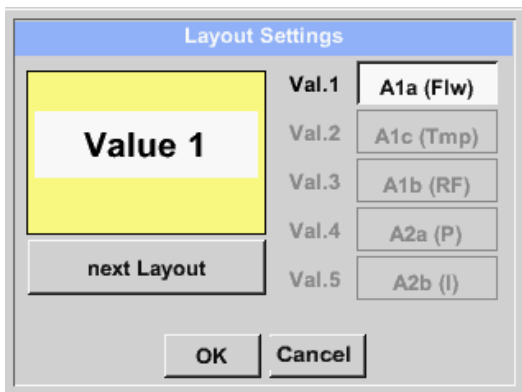 Layout Settings
Value 1
next Layout
Val.1 A1a (Flw)
Val.2 A1c (Tmp)
Val.3 A1b (RF)
Val.4 A2a (P)
Val.5 A2b (I)
OK Cancel